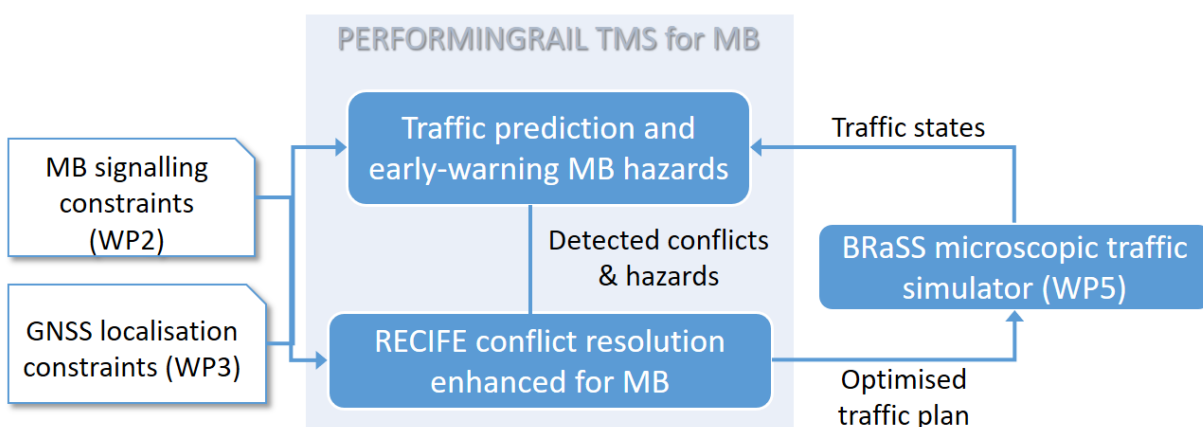 PERFORMINGRAIL TMS for MB
Traffic prediction and
early-warning MB hazards
Traffic states
MB signalling
constraints
(WP2)
Detected conflicts
& hazards
BRaSS microscopic traffic
simulator (WP5)
GNSS localisation
constraints (WP3)
RECIFE conflict resolution
enhanced for MB
Optimised
traffic plan